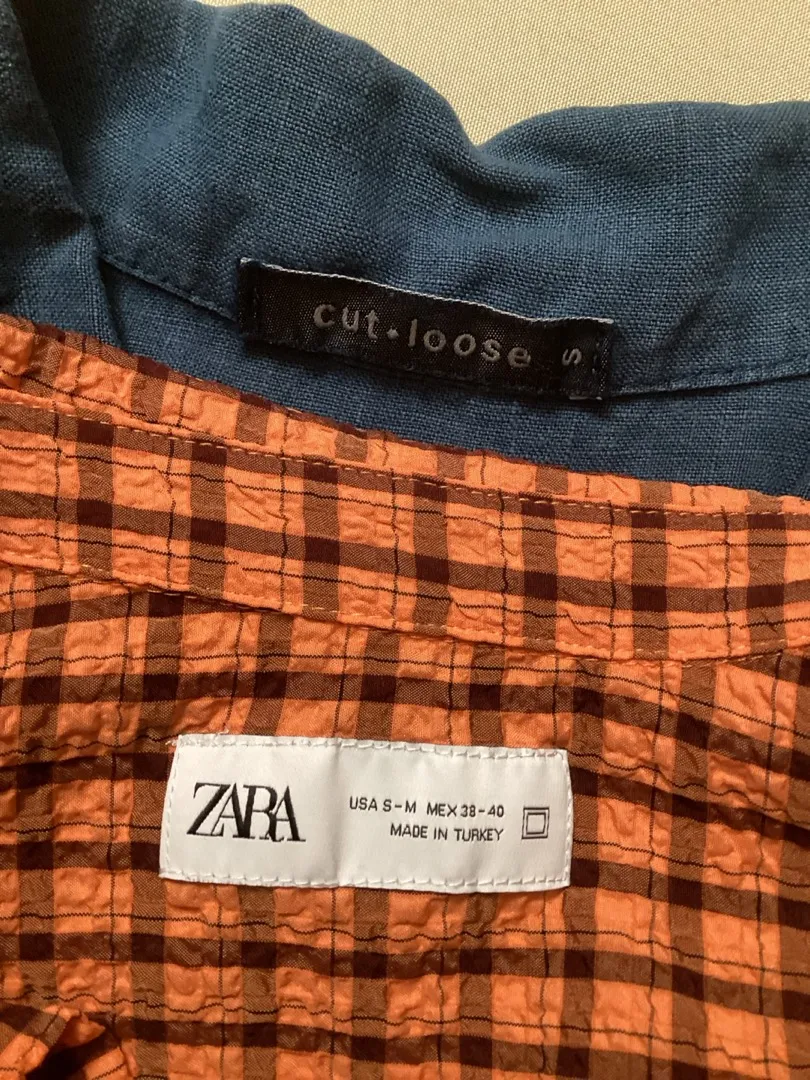 cut.loose S
ZARA
USA S-M MEX 38-40
MADE IN TURKEY